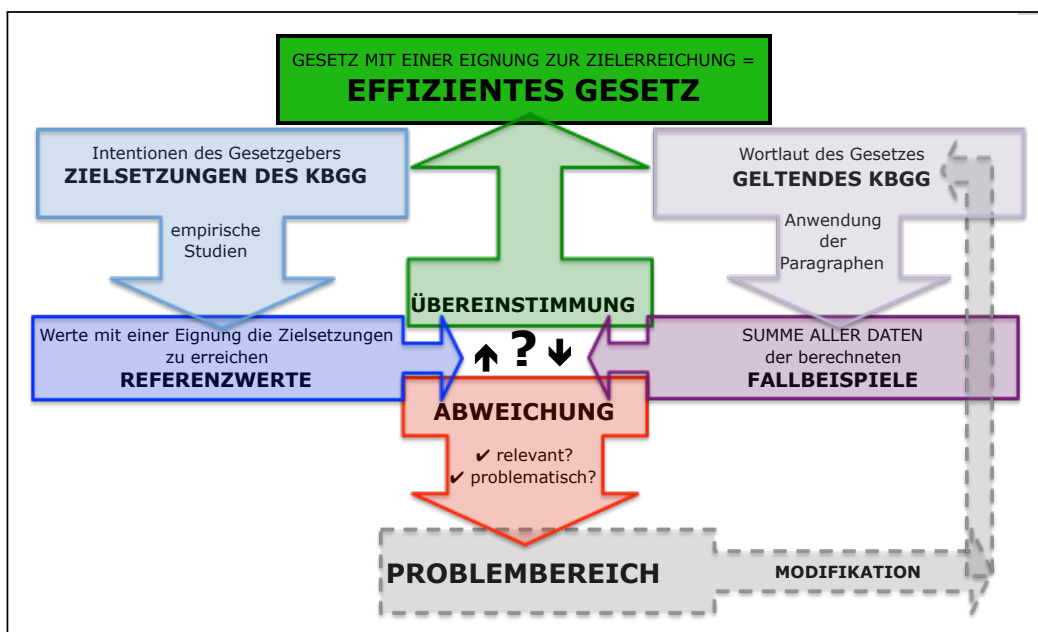 GESETZ MIT EINER EIGNUNG ZUR ZIELERREICHUNG =
EFFIZIENTES GESETZ
Intentionen des Gesetzgebers
ZIELSETZUNGEN DES KBGG
empirische
Studien
Wortlaut des Gesetzes
GELTENDES KBGG
Anwendung
der
Paragraphen
ÜBEREINSTIMMUNG
Werte mit einer Eignung die Zielsetzungen
zu erreichen
REFERENZWERTE
?
SUMME ALLER DATEN
der berechneten
FALLBEISPIELE
ABWEICHUNG
✔ relevant?
✔ problematisch?
PROBLEMBEREICH
MODIFIKATION